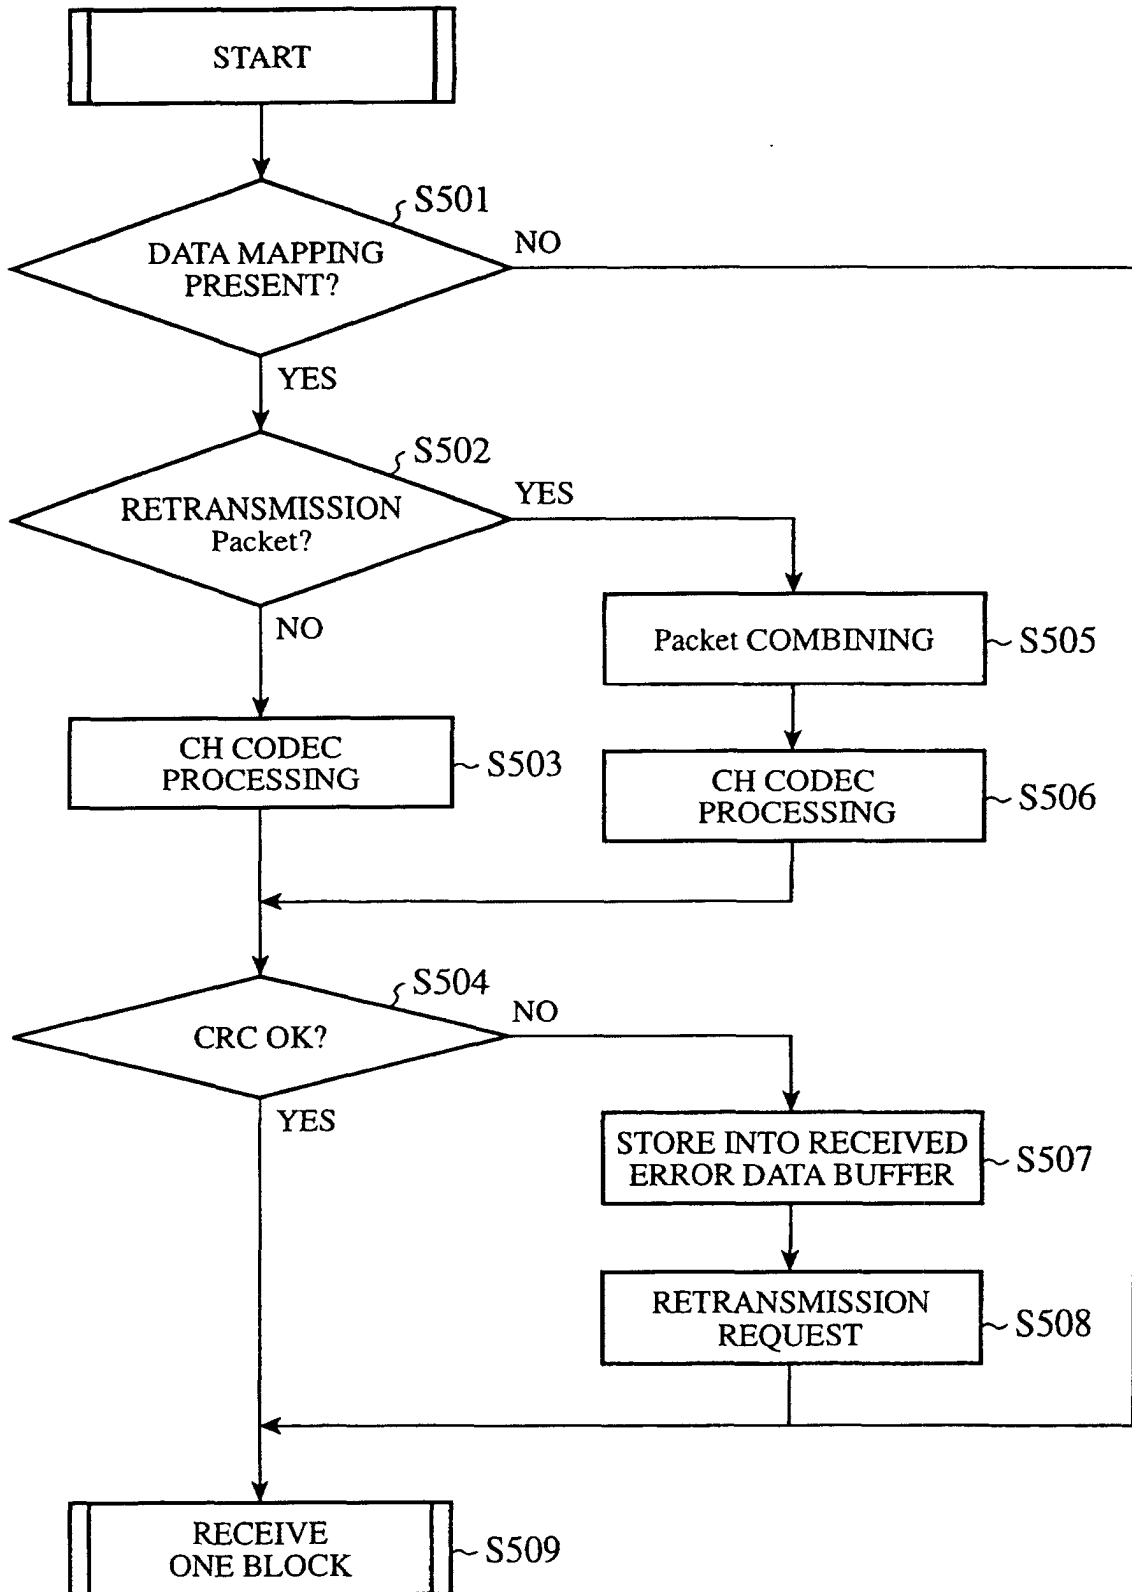 START
S501
DATA MAPPING
PRESENT?
NO
YES
S502
RETRANSMISSION
Packet?
YES
NO
Packet COMBINING
S505
CH CODEC
PROCESSING
S503
CH CODEC
PROCESSING
S506
S504
CRC OK?
NO
YES
STORE INTO RECEIVED
ERROR DATA BUFFER
S507
RETRANSMISSION
REQUEST
S508
RECEIVE
ONE BLOCK
S509